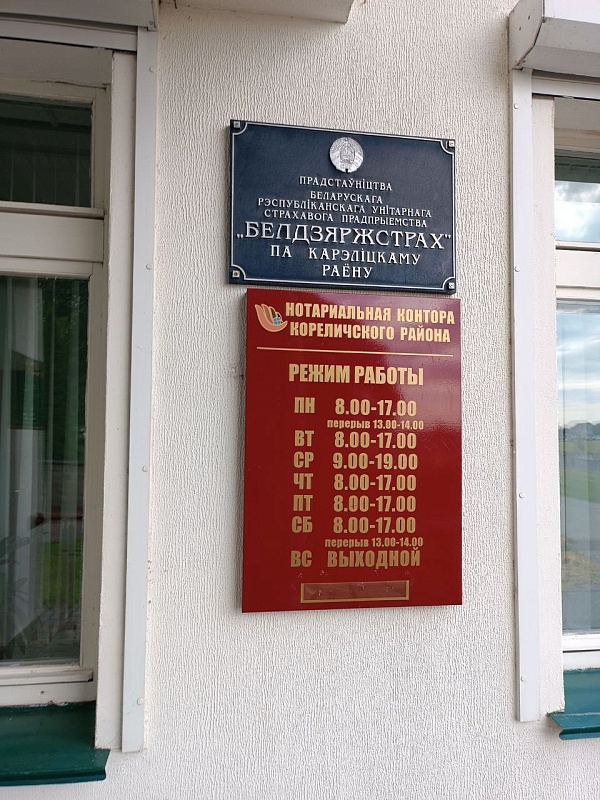 ПРАДСТАЎНІЦТВА
БЕЛАРУСКАГА
РЭСПУБЛІКАНСКАГА УНІТАРНАГА
СТРАХАВОГА ПРАДПРЫЕМСТВА
„БЕЛДЗЯРЖСТРАХ"
ПА КАРЭЛІЦКАМУ
РАЁНУ
НОТАРИАЛЬНАЯ КОНТОРА
КОРЕЛИЧСКОГО РАЙОНА
РЕЖИМ РАБОТЫ
ПН 8.00-17.00
перерыв 13.00-14.00
ВТ 8.00-17.00
СР 9.00-19.00
ЧТ 8.00-17.00
ПТ 8.00-17.00
СБ 8.00-17.00
перерыв 13.00-14.00
ВС ВЫХОДНОЙ